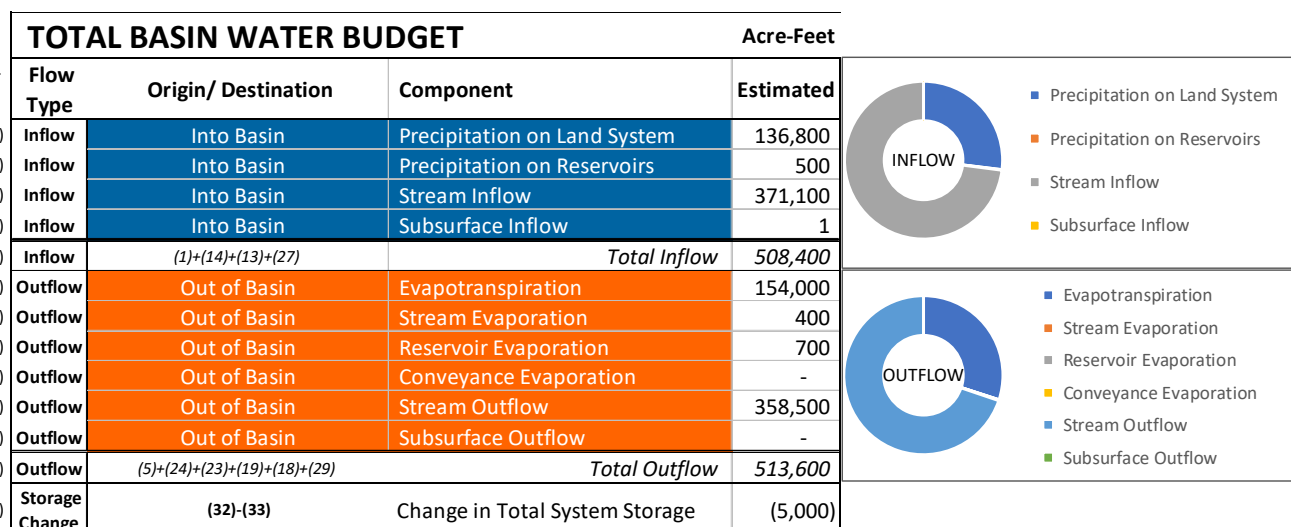 TOTAL BASIN WATER BUDGET Acre-Feet
Flow Type Origin/ Destination Component Estimated
) Inflow Into Basin Precipitation on Land System 136,800
) Inflow Into Basin Precipitation on Reservoirs 500
) Inflow Into Basin Stream Inflow 371,100
) Inflow Into Basin Subsurface Inflow 1
) Inflow (1)+(14)+(13)+(27) Total Inflow 508,400
) Outflow Out of Basin Evapotranspiration 154,000
) Outflow Out of Basin Stream Evaporation 400
) Outflow Out of Basin Reservoir Evaporation 700
) Outflow Out of Basin Conveyance Evaporation -
) Outflow Out of Basin Stream Outflow 358,500
) Outflow Out of Basin Subsurface Outflow -
) Outflow (5)+(24)+(23)+(19)+(18)+(29) Total Outflow 513,600
) Storage Change (32)-(33) Change in Total System Storage (5,000)
INFLOW
Precipitation on Land System
Precipitation on Reservoirs
Stream Inflow
Subsurface Inflow
OUTFLOW
Evapotranspiration
Stream Evaporation
Reservoir Evaporation
Conveyance Evaporation
Stream Outflow
Subsurface Outflow